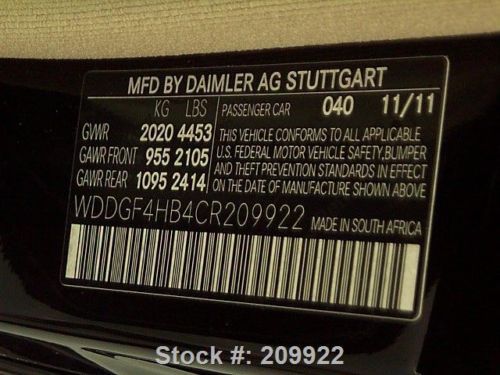 MFD BY DAIMLER AG STUTTGART
KG LBS PASSENGER CAR 040 11/11
GVWR 2020 4453 THIS VEHICLE CONFORMS TO ALL APPLICABLE
GAWR FRONT 955 2105 U.S. FEDERAL MOTOR VEHICLE SAFETY, BUMPER
AND THEFT PREVENTION STANDARDS IN EFFECT
GAWR REAR 1095 2414 ON THE DATE OF MANUFACTURE SHOWN ABOVE
WDDGF4HB4CR209922 MADE IN SOUTH AFRICA
Stock #: 209922